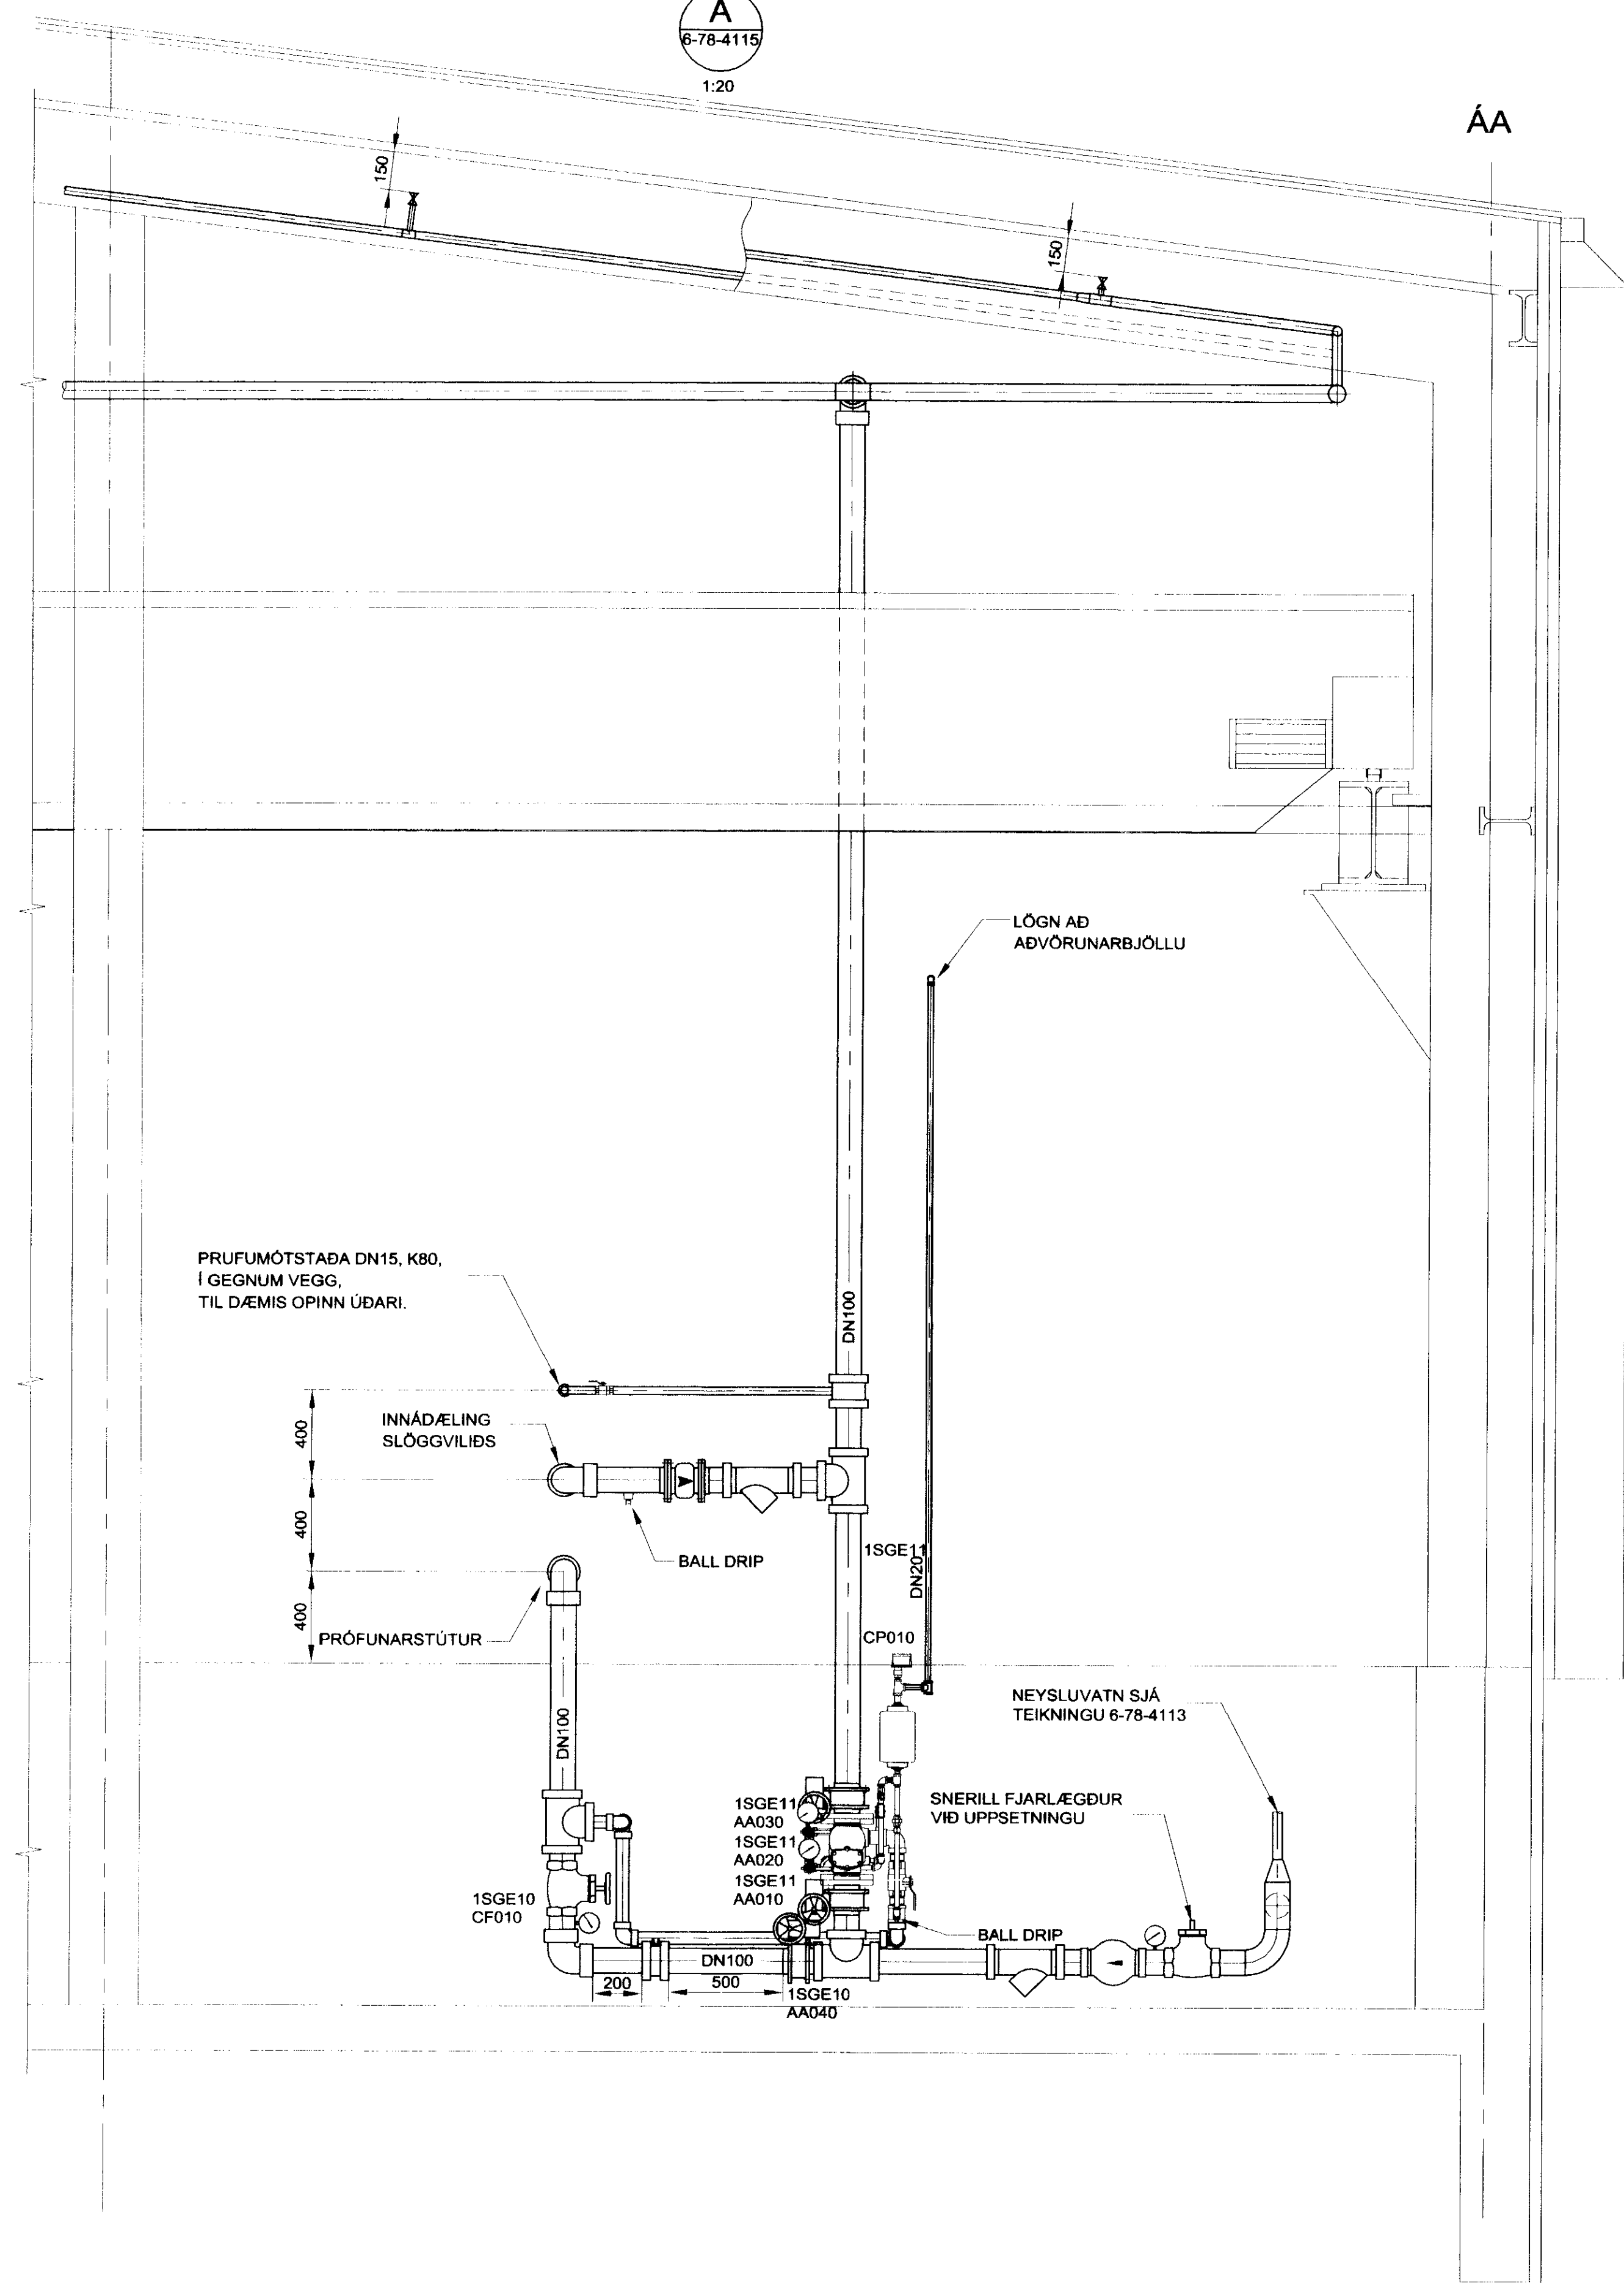 A
6-78-4115
1:20
ÁA
150
150
LÖGN AÐ
AÐVÖRUNARBJÖLLU
PRUFUMÓTSTAÐA DN15, K80,
Í GEGNUM VEGG,
TIL DÆMIS OPINN ÚÐARI.
DN100
400
INNÁDÆLING
SLÖGGVILIÐS
400
BALL DRIP
1SGE11
DN20
400
PRÓFUNARSTÚTUR
CP010
NEYSLUVATN SJÁ
TEIKNINGU 6-78-4113
DN100
1SGE11
AA030
SNERILL FJARLÆGÐUR
VIÐ UPPSETNINGU
1SGE11
AA020
1SGE11
AA010
1SGE10
CF010
BALL DRIP
DN100
200
500
1SGE10
AA040